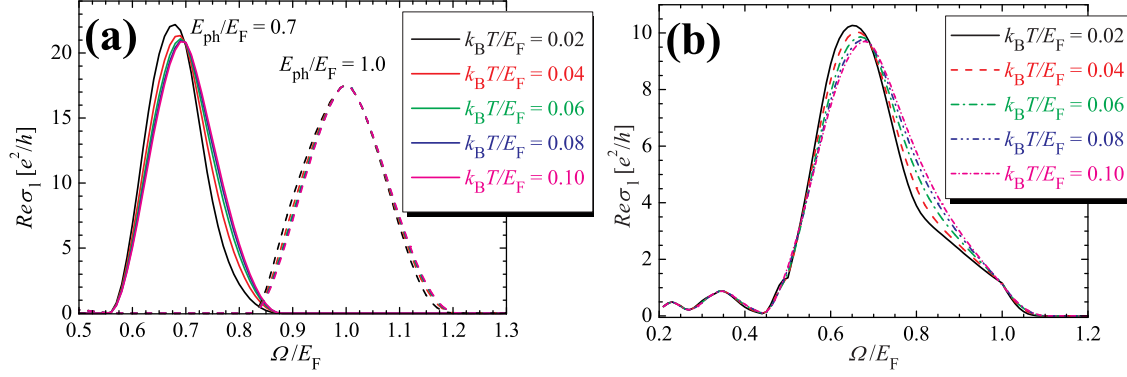 (a)
E_ph/E_F = 0.7
E_ph/E_F = 1.0
k_BT/E_F = 0.02
k_BT/E_F = 0.04
k_BT/E_F = 0.06
k_BT/E_F = 0.08
k_BT/E_F = 0.10
Reσ_1 [e²/h]
20
15
10
5
0
0.5 0.6 0.7 0.8 0.9 1.0 1.1 1.2 1.3
Ω/E_F
(b)
k_BT/E_F = 0.02
k_BT/E_F = 0.04
k_BT/E_F = 0.06
k_BT/E_F = 0.08
k_BT/E_F = 0.10
Reσ_1 [e²/h]
10
8
6
4
2
0
0.2 0.4 0.6 0.8 1.0 1.2
Ω/E_F